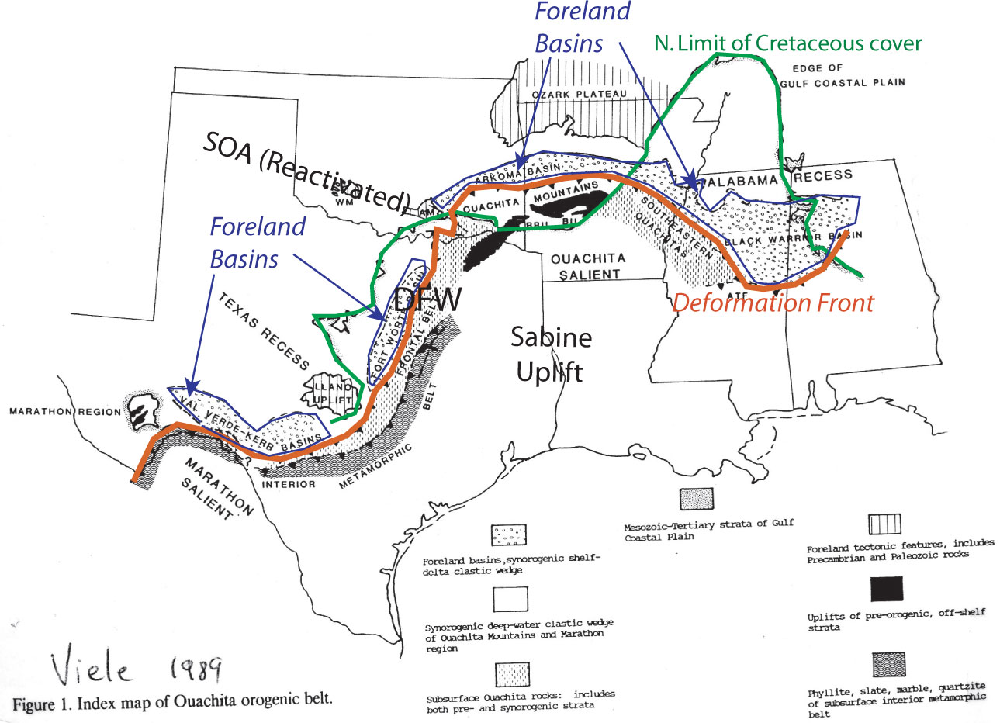 Foreland
Basins
N. Limit of Cretaceous cover
EDGE OF
GULF COASTAL PLAIN
OZARK PLATEAU
SOA (Reactivated)
WM
ARKOMA BASIN
ALABAMA RECESS
AM
OUACHITA MOUNTAINS
BRU BU
SOUTHEASTERN
OUACHITAS
BLACK WARRIOR BASIN
Foreland
Basins
OUACHITA
SALIENT
ATF
Deformation Front
TEXAS RECESS
DFW
FORT WORTH BASIN
FRONTAL BELT
Sabine
Uplift
LLANO
UPLIFT
MARATHON REGION
VAL VERDE-KERR BASINS
?
MARATHON
SALIENT
INTERIOR METAMORPHIC BELT
Mesozoic-Tertiary strata of Gulf
Coastal Plain
Foreland basins, synorogenic shelf-
delta clastic wedge
Foreland tectonic features, includes
Precambrian and Paleozoic rocks
Synorogenic deep-water clastic wedge
of Ouachita Mountains and Marathon
region
Uplifts of pre-orogenic, off-shelf
strata
Subsurface Ouachita rocks: includes
both pre- and synorogenic strata
Phyllite, slate, marble, quartzite
of subsurface interior metamorphic
belt
Viele 1989
Figure 1. Index map of Ouachita orogenic belt.